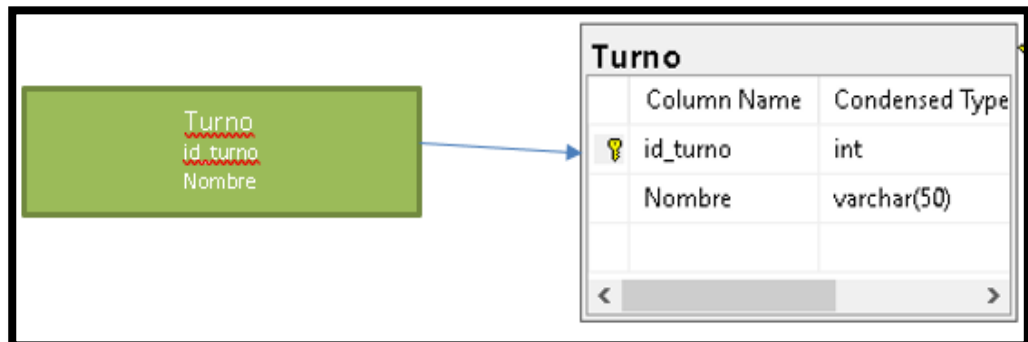 Turno
id_turno
Nombre
Turno
Column Name Condensed Type
id_turno int
Nombre varchar(50)